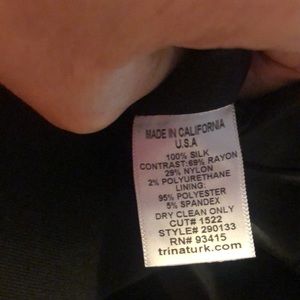 MADE IN CALIFORNIA
U.S.A
100% SILK
CONTRAST:69% RAYON
29% NYLON
2% POLYURETHANE
LINING:
95% POLYESTER
5% SPANDEX
DRY CLEAN ONLY
CUT# 1522
STYLE# 290133
RN# 93415
trinaturk.com